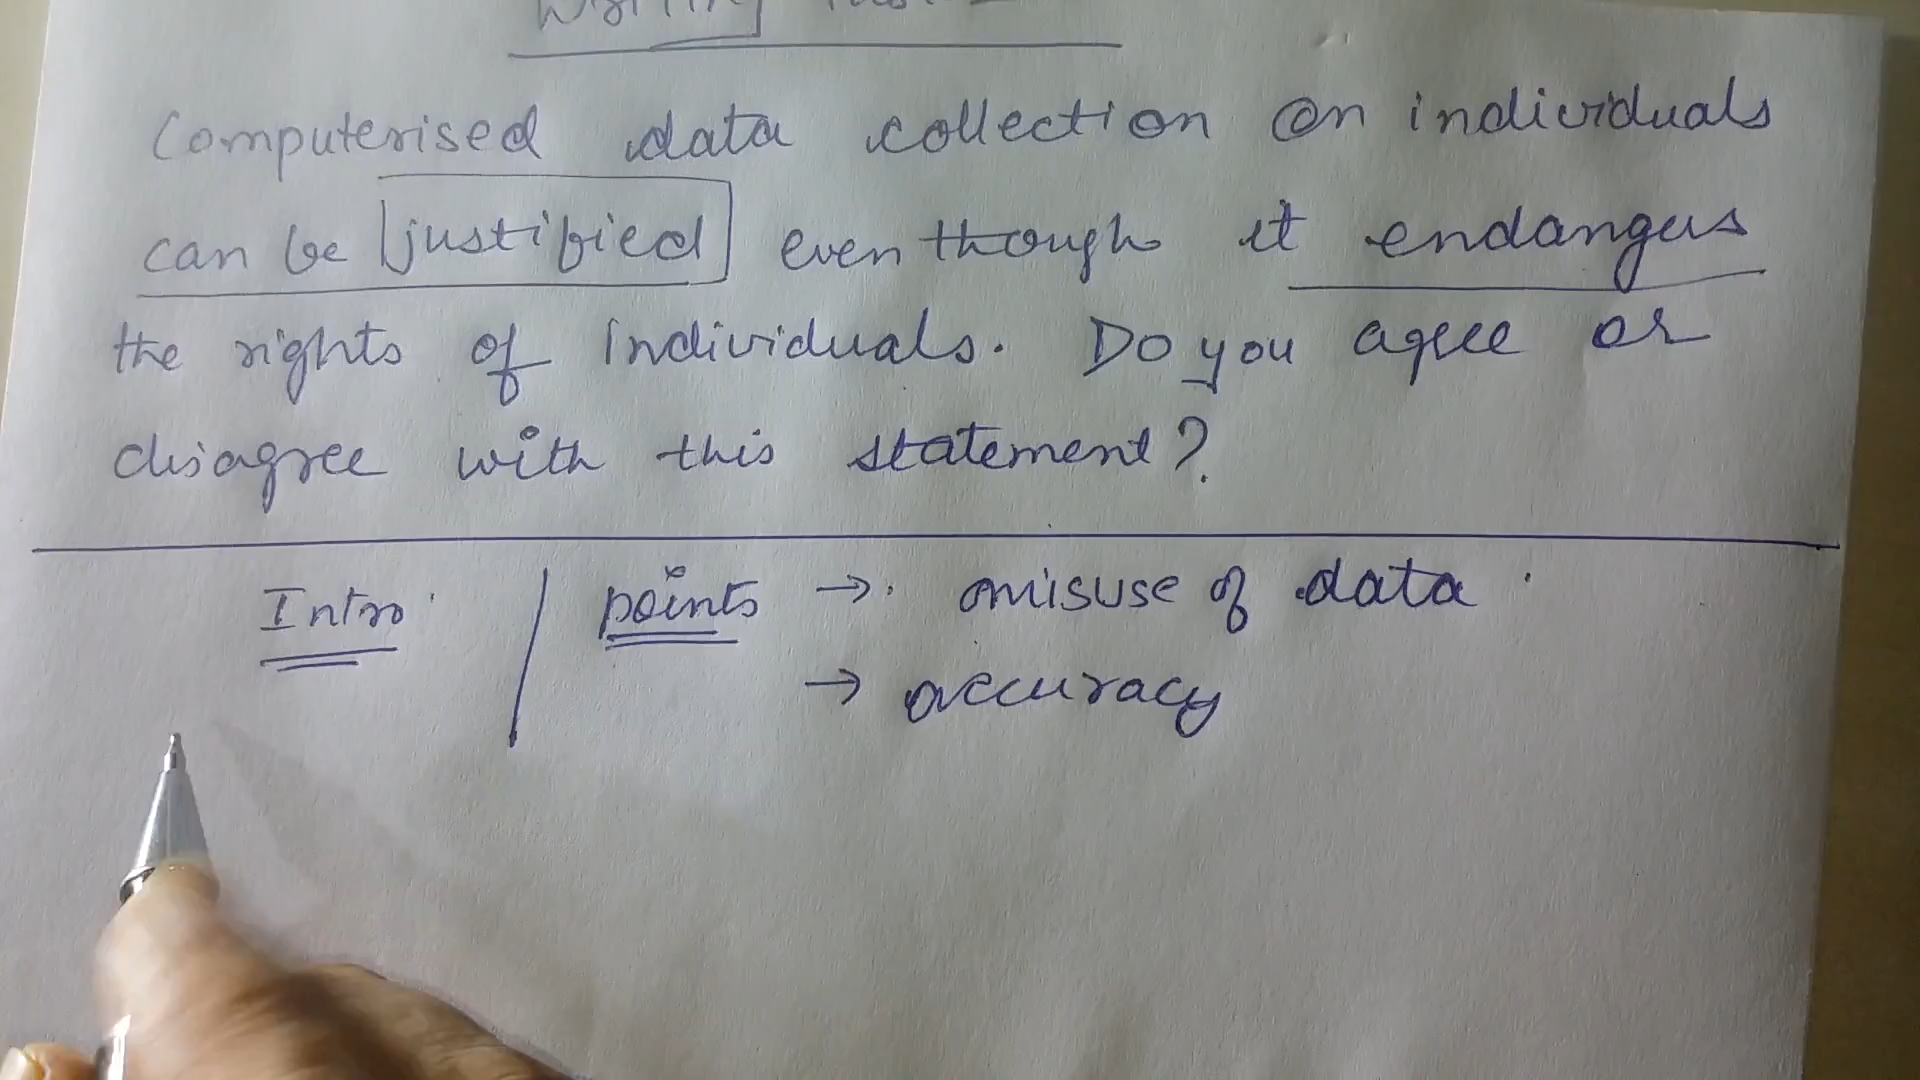 Writing
Computerised data collection on individuals
can be justified even though it endangers
the rights of individuals. Do you agree or
disagree with this statement?
Intro points → misuse of data
→ accuracy